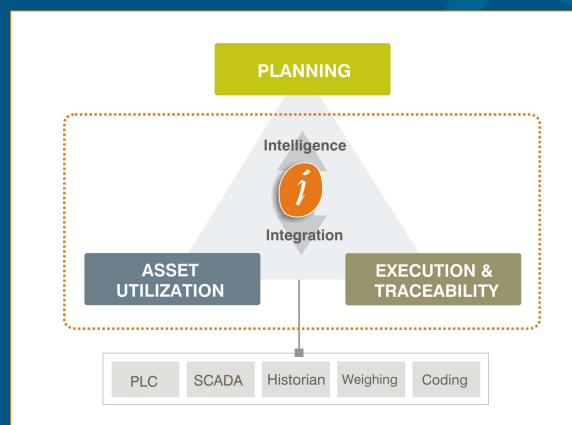 PLANNING
Intelligence
i
Integration
ASSET
UTILIZATION
EXECUTION &
TRACEABILITY
PLC
SCADA
Historian
Weighing
Coding